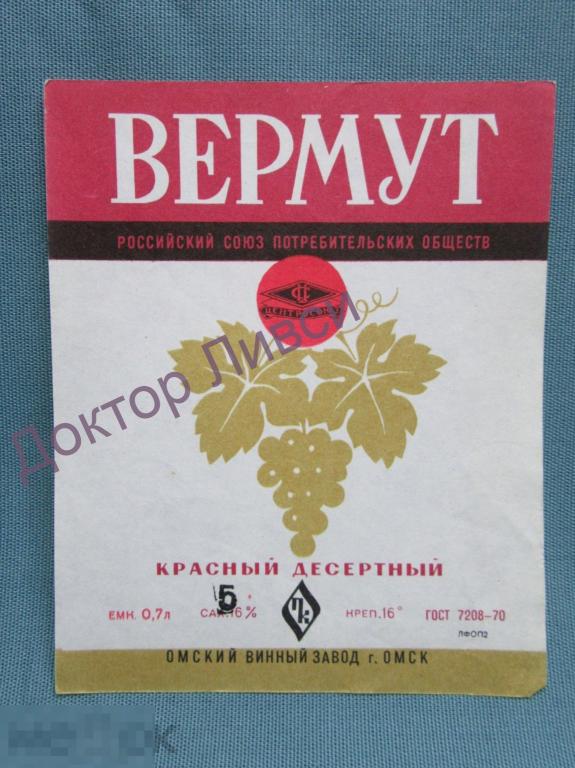 ВЕРМУТ
РОССИЙСКИЙ СОЮЗ ПОТРЕБИТЕЛЬСКИХ ОБЩЕСТВ
ЦЕНТРОСОЮЗ
Доктор Ливси
КРАСНЫЙ ДЕСЕРТНЫЙ
5
ЕМК. 0,7л САХ.16% КРЕП.16° ГОСТ 7208-70
ЛФОП2
ОМСКИЙ ВИННЫЙ ЗАВОД г. ОМСК